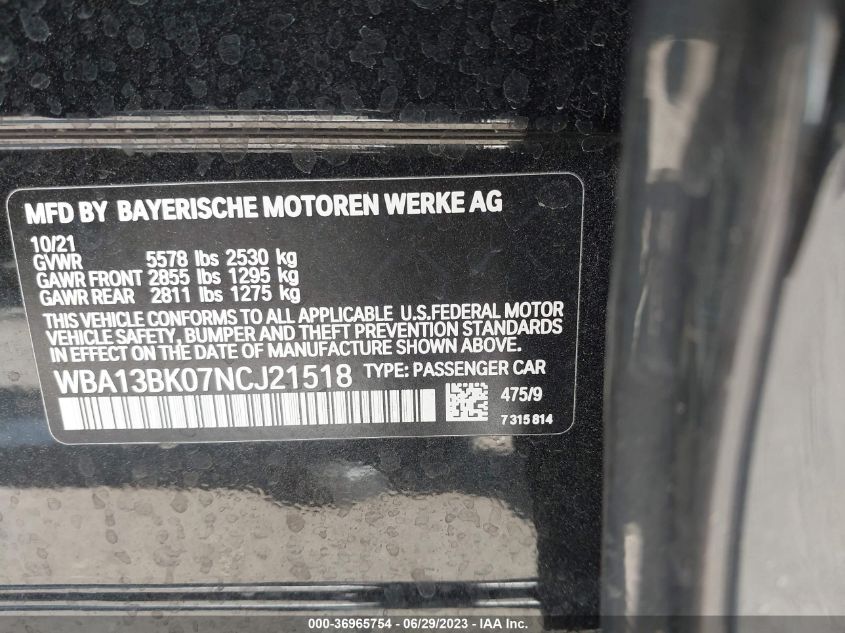 MFD BY BAYERISCHE MOTOREN WERKE AG
10/21
GVWR 5578 lbs 2530 kg
GAWR FRONT 2855 lbs 1295 kg
GAWR REAR 2811 lbs 1275 kg
THIS VEHICLE CONFORMS TO ALL APPLICABLE U.S.FEDERAL MOTOR
VEHICLE SAFETY, BUMPER AND THEFT PREVENTION STANDARDS
IN EFFECT ON THE DATE OF MANUFACTURE SHOWN ABOVE.
WBA13BK07NCJ21518 TYPE: PASSENGER CAR
475/9
7 315 814
000-36965754 - 06/29/2023 - IAAI Inc.